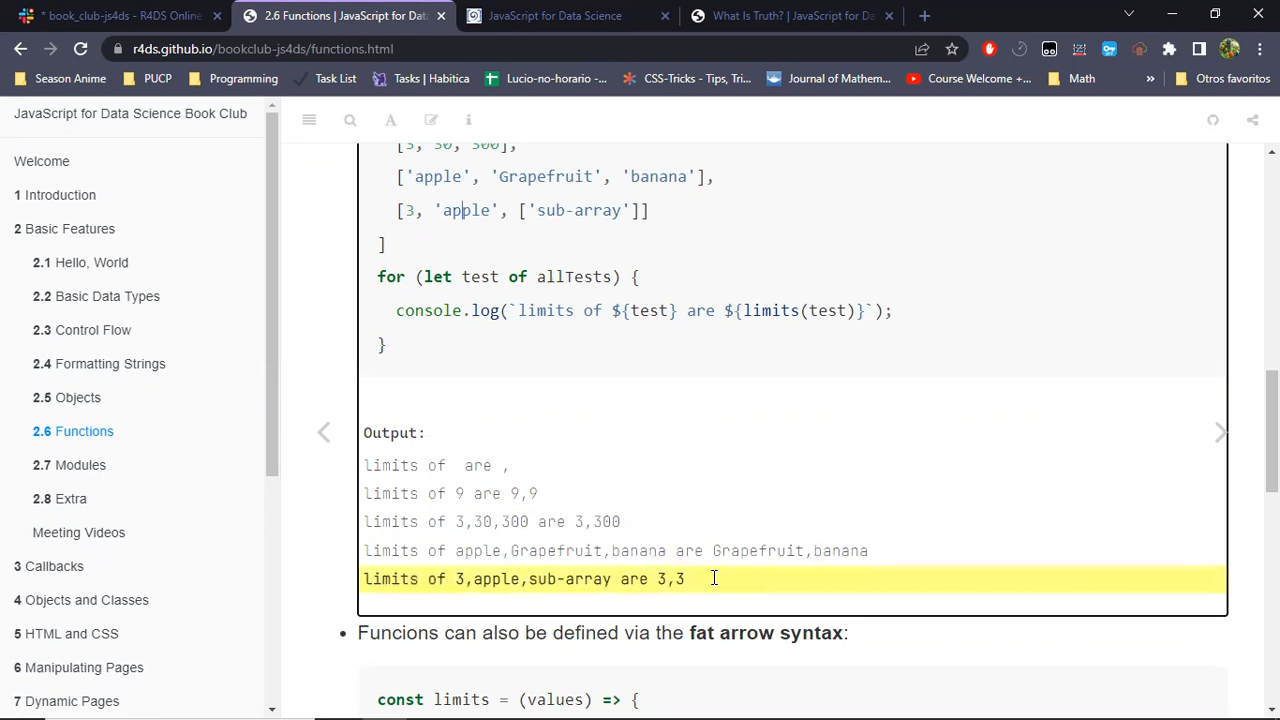 * book_club-js4ds - R4DS Online
2.6 Functions | JavaScript for Data
JavaScript for Data Science
What Is Truth? | JavaScript for Da
r4ds.github.io/bookclub-js4ds/functions.html
Season Anime
PUCP
Programming
Task List
Tasks | Habitica
Lucio-no-horario -...
CSS-Tricks - Tips, Tri...
Journal of Mathem...
Course Welcome +...
Math
»
Otros favoritos
JavaScript for Data Science Book Club
Welcome
1 Introduction
2 Basic Features
2.1 Hello, World
2.2 Basic Data Types
2.3 Control Flow
2.4 Formatting Strings
2.5 Objects
2.6 Functions
2.7 Modules
2.8 Extra
Meeting Videos
3 Callbacks
4 Objects and Classes
5 HTML and CSS
6 Manipulating Pages
7 Dynamic Pages
[3, 30, 300],
['apple', 'Grapefruit', 'banana'],
[3, 'apple', ['sub-array']]
]
for (let test of allTests) {
console.log(`limits of ${test} are ${limits(test)}`);
}
Output:
limits of  are ,
limits of 9 are 9,9
limits of 3,30,300 are 3,300
limits of apple,Grapefruit,banana are Grapefruit,banana
limits of 3,apple,sub-array are 3,3
• Funcions can also be defined via the fat arrow syntax:
const limits = (values) => {